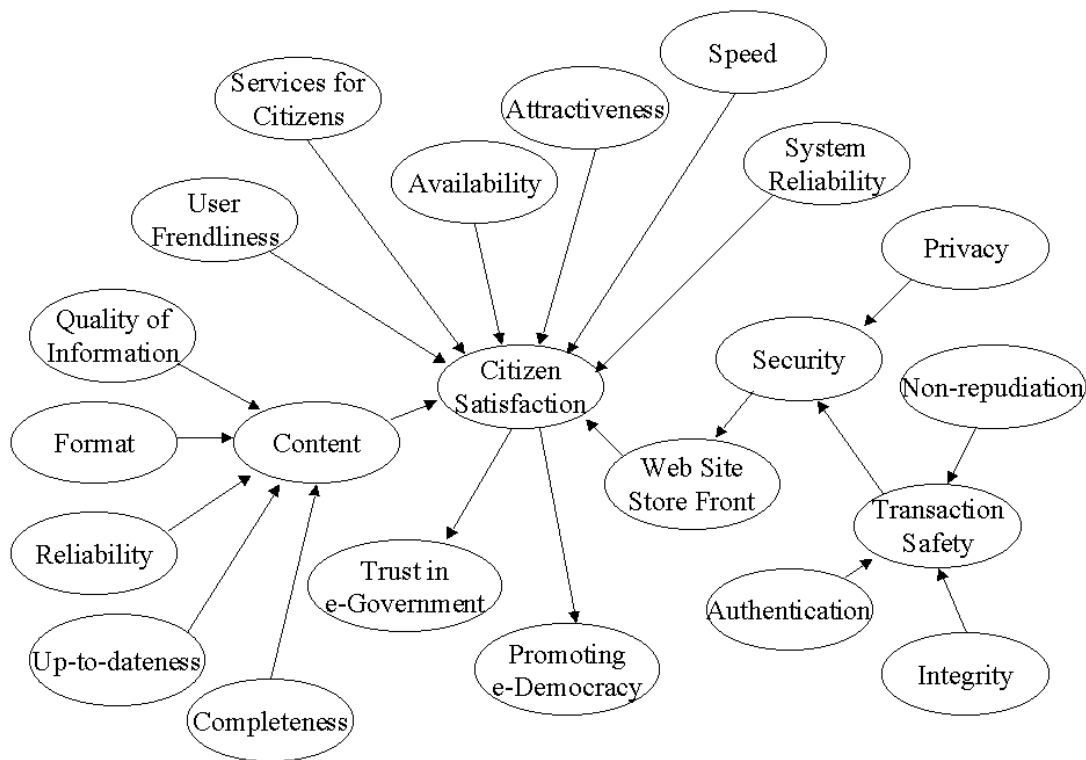 Speed
Services for
Citizens
Attractiveness
System
Reliability
Availability
User
Frendliness
Privacy
Quality of
Information
Security
Citizen
Satisfaction
Non-repudiation
Format
Content
Web Site
Store Front
Transaction
Safety
Reliability
Trust in
e-Government
Authentication
Up-to-dateness
Promoting
e-Democracy
Integrity
Completeness